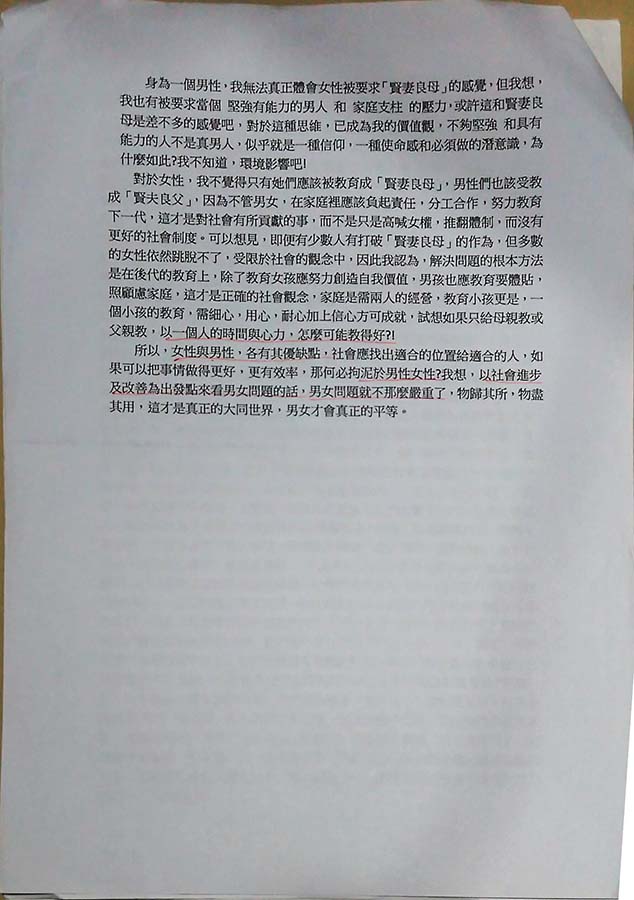 身為一個男性，我無法真正體會女性被要求「賢妻良母」的感覺，但我想，
我也有被要求當個 堅強有能力的男人 和 家庭支柱 的壓力，或許這和賢妻良
母是差不多的感覺吧，對於這種思維，已成為我的價值觀，不夠堅強 和具有
能力的人不是真男人，似乎就是一種信仰，一種使命感和必須做的潛意識，為
什麼如此?我不知道，環境影響吧!
對於女性，我不覺得只有她們應該被教育成「賢妻良母」，男性們也該受教
成「賢夫良父」，因為不管男女，在家庭裡應該負起責任，分工合作，努力教育
下一代，這才是對社會有所貢獻的事，而不是只是高喊女權，推翻體制，而沒有
更好的社會制度。可以想見，即便有少數人有打破「賢妻良母」的作為，但多數
的女性依然跳脫不了，受限於社會的觀念中，因此我認為，解決問題的根本方法
是在後代的教育上，除了教育女孩應努力創造自我價值，男孩也應教育要體貼，
照顧慮家庭，這才是正確的社會觀念，家庭是需兩人的經營，教育小孩更是，一
個小孩的教育，需細心，用心，耐心加上信心方可成就，試想如果只給母親教或
父親教，以一個人的時間與心力，怎麼可能教得好?!
所以，女性與男性，各有其優缺點，社會應找出適合的位置給適合的人，如
果可以把事情做得更好，更有效率，那何必拘泥於男性女性?我想，以社會進步
及改善為出發點來看男女問題的話，男女問題就不那麼嚴重了，物歸其所，物盡
其用，這才是真正的大同世界，男女才會真正的平等。